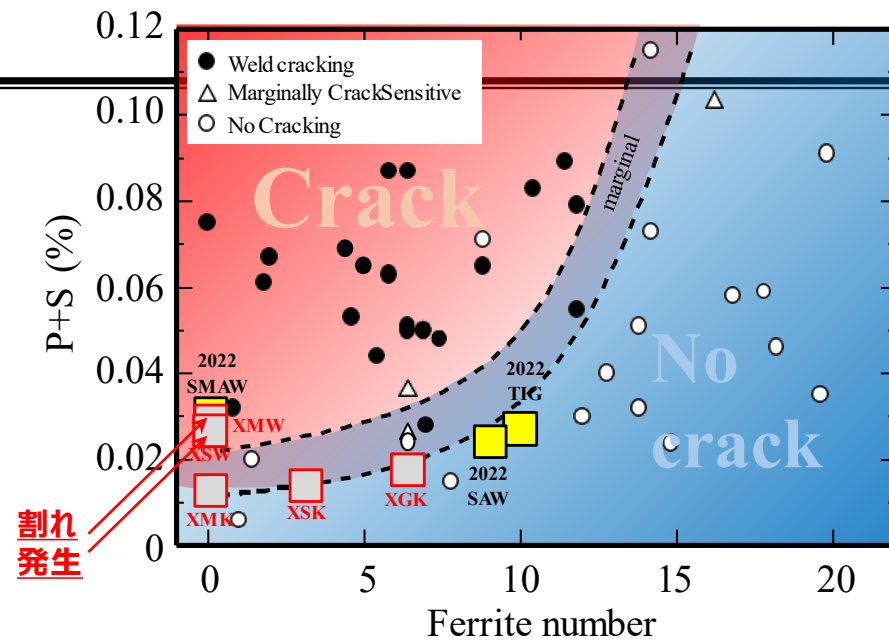 0.12
0.10
0.08
0.06
0.04
0.02
0
P+S (%)
Weld cracking
Marginally CrackSensitive
No Cracking
Crack
marginal
No
crack
2022
SMAW
XMW
XSW
XMK
XSK
XGK
2022
TIG
2022
SAW
割れ
発生
0
5
10
15
20
Ferrite number